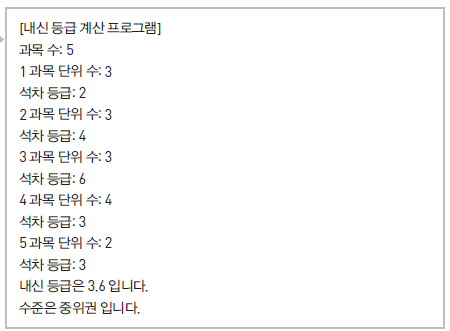 [내신 등급 계산 프로그램]
과목 수: 5
1 과목 단위 수: 3
석차 등급: 2
2 과목 단위 수: 3
석차 등급: 4
3 과목 단위 수: 3
석차 등급: 6
4 과목 단위 수: 4
석차 등급: 3
5 과목 단위 수: 2
석차 등급: 3
내신 등급은 3.6 입니다.
수준은 중위권 입니다.